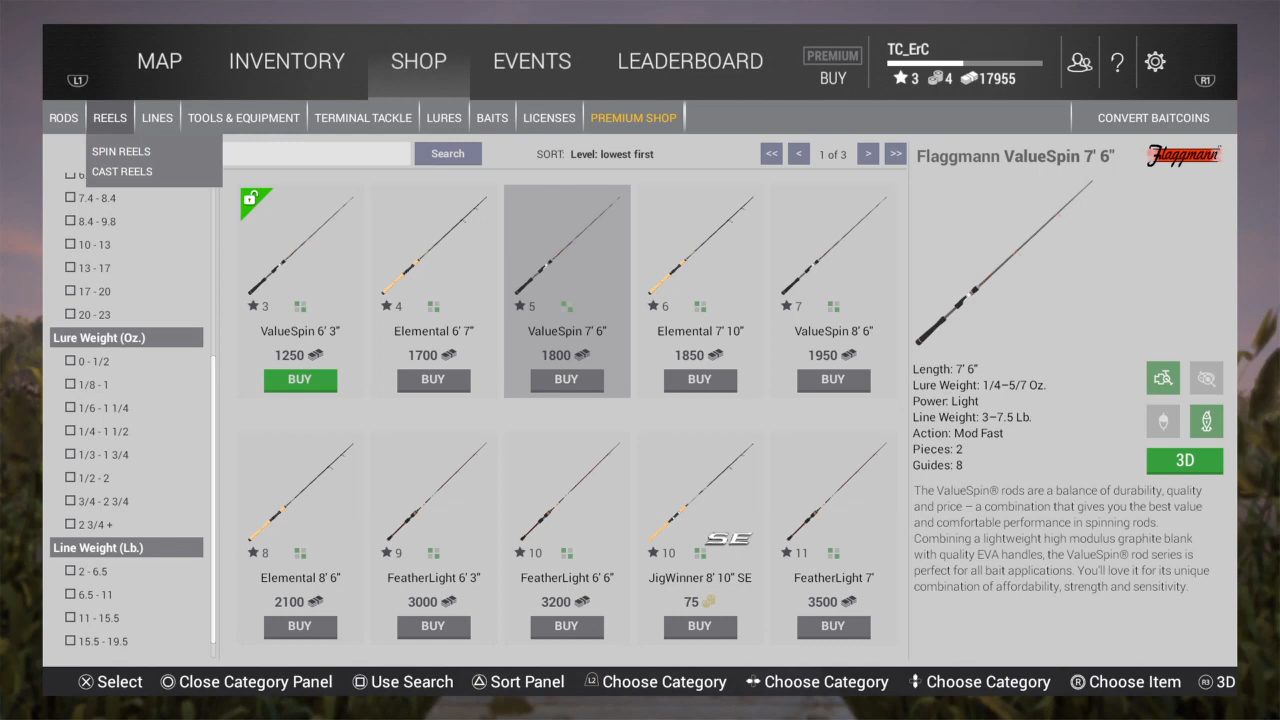 MAP
INVENTORY
SHOP
EVENTS
LEADERBOARD
PREMIUM
BUY
TC_ErC
3
4
17955
L1
R1
RODS
REELS
LINES
TOOLS & EQUIPMENT
TERMINAL TACKLE
LURES
BAITS
LICENSES
PREMIUM SHOP
CONVERT BAITCOINS
SPIN REELS
CAST REELS
Search
SORT: Level: lowest first
<<
<
1 of 3
>
>>
7.4 - 8.4
8.4 - 9.8
10 - 13
13 - 17
17 - 20
20 - 23
Lure Weight (Oz.)
0 - 1/2
1/8 - 1
1/6 - 1 1/4
1/4 - 1 1/2
1/3 - 1 3/4
1/2 - 2
3/4 - 2 3/4
2 3/4 +
Line Weight (Lb.)
2 - 6.5
6.5 - 11
11 - 15.5
15.5 - 19.5
3
ValueSpin 6' 3"
1250
BUY
4
Elemental 6' 7"
1700
BUY
5
ValueSpin 7' 6"
1800
BUY
6
Elemental 7' 10"
1850
BUY
7
ValueSpin 8' 6"
1950
BUY
8
Elemental 8' 6"
2100
BUY
9
FeatherLight 6' 3"
3000
BUY
10
FeatherLight 6' 6"
3200
BUY
SE
10
JigWinner 8' 10" SE
75
BUY
11
FeatherLight 7'
3500
BUY
Flaggmann ValueSpin 7' 6"
Flaggmann
Length: 7' 6"
Lure Weight: 1/4–5/7 Oz.
Power: Light
Line Weight: 3–7.5 Lb.
Action: Mod Fast
Pieces: 2
Guides: 8
3D
The ValueSpin® rods are a balance of durability, quality
and price – a combination that gives you the best value
and comfortable performance in spinning rods.
Combining a lightweight high modulus graphite blank
with quality EVA handles, the ValueSpin® rod series is
perfect for all bait applications. You'll love it for its unique
combination of affordability, strength and sensitivity.
Select
Close Category Panel
Use Search
Sort Panel
L2 Choose Category
Choose Category
Choose Category
R Choose Item
R3 3D